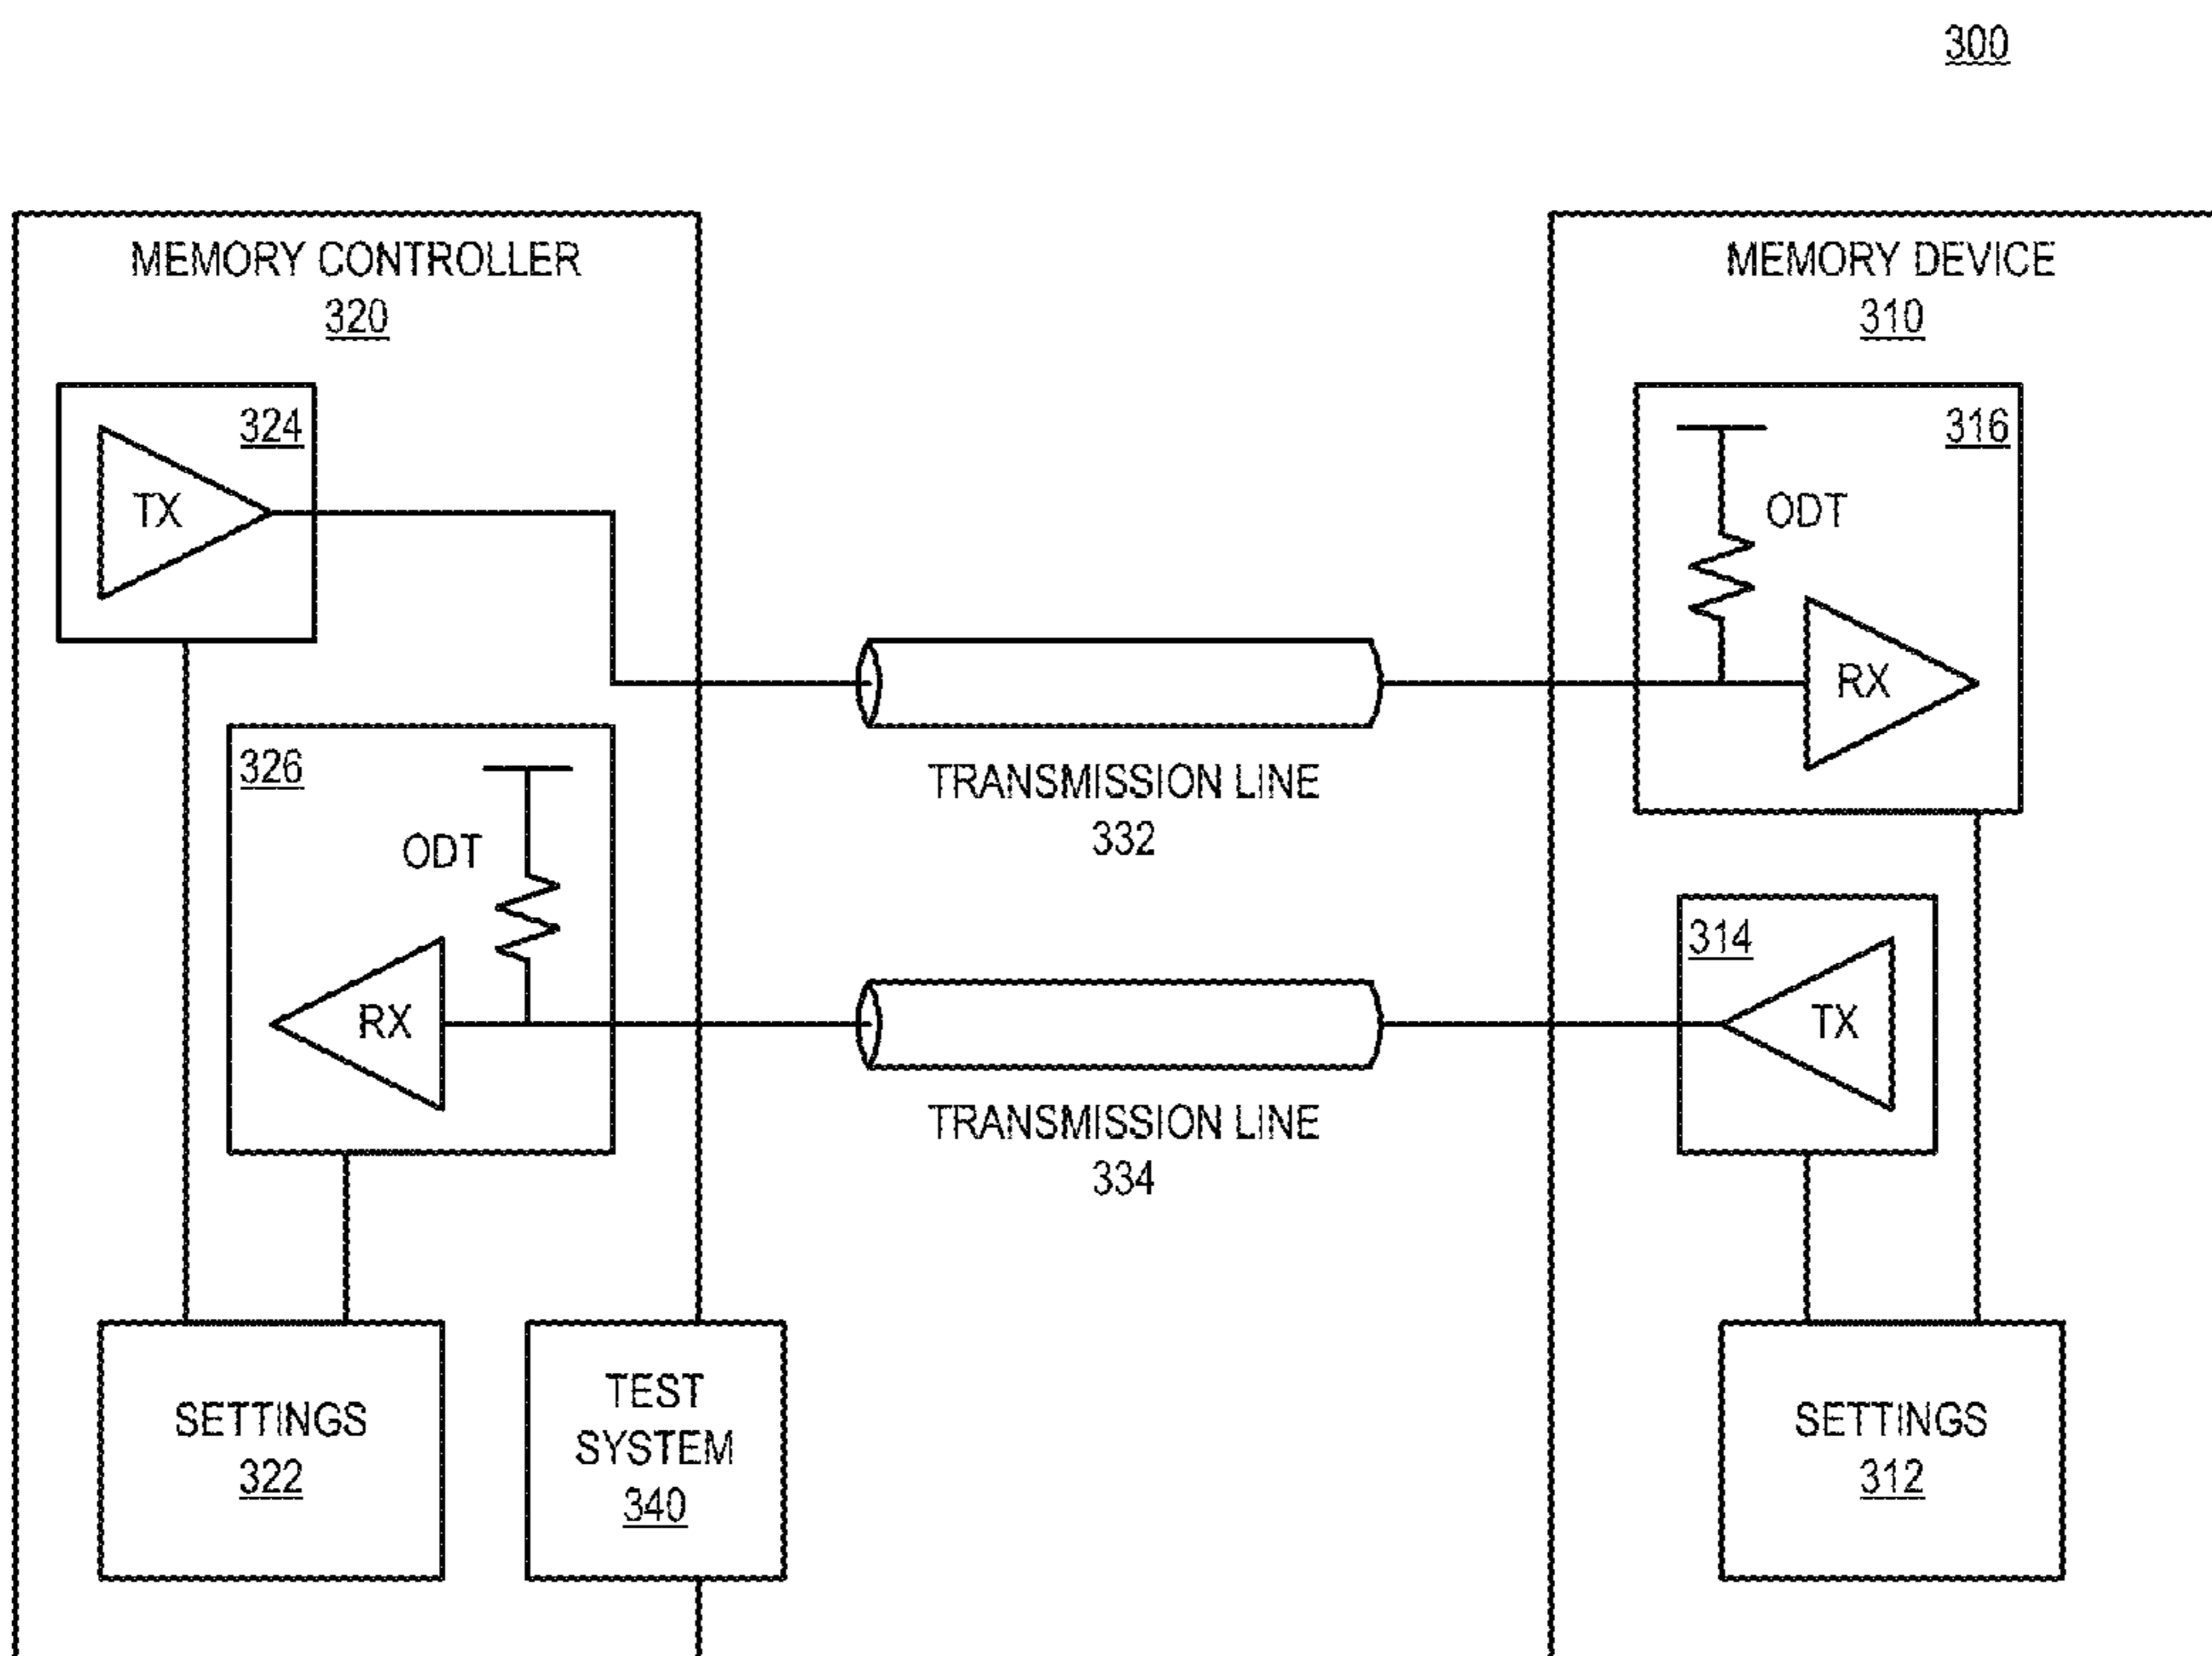 300
MEMORY CONTROLLER
320
MEMORY DEVICE
310
324
TX
316
ODT
RX
TRANSMISSION LINE
332
326
ODT
RX
314
TX
TRANSMISSION LINE
334
SETTINGS
322
TEST
SYSTEM
340
SETTINGS
312